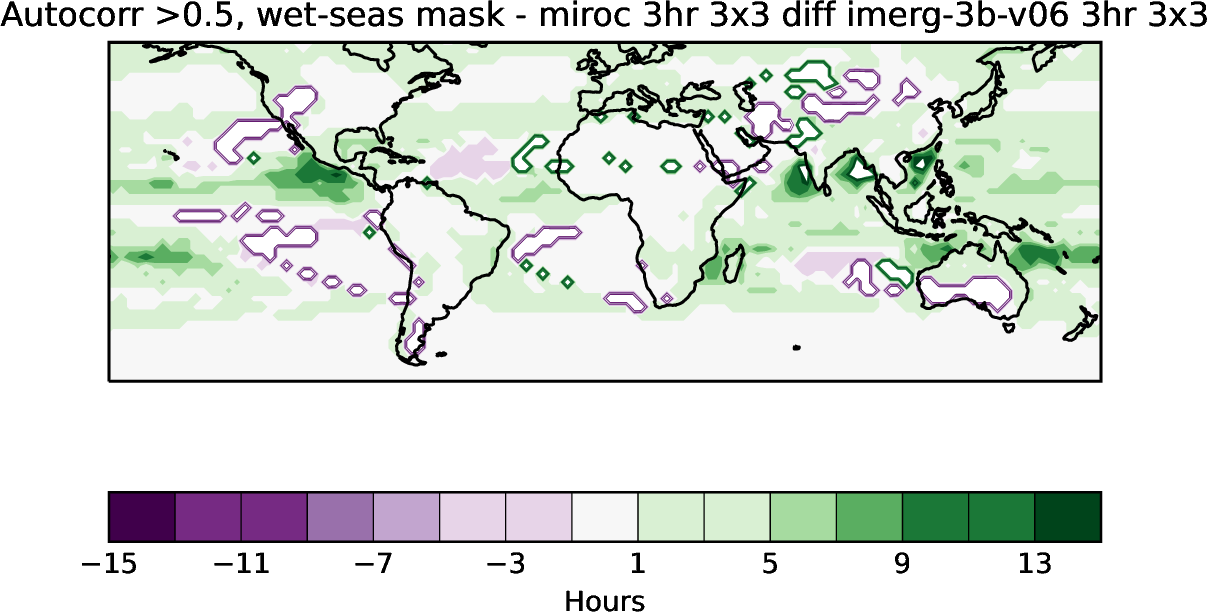 Autocorr >0.5, wet-seas mask - miroc 3hr 3x3 diff imerg-3b-v06 3hr 3x3
−15 −11 −7 −3 1 5 9 13
Hours